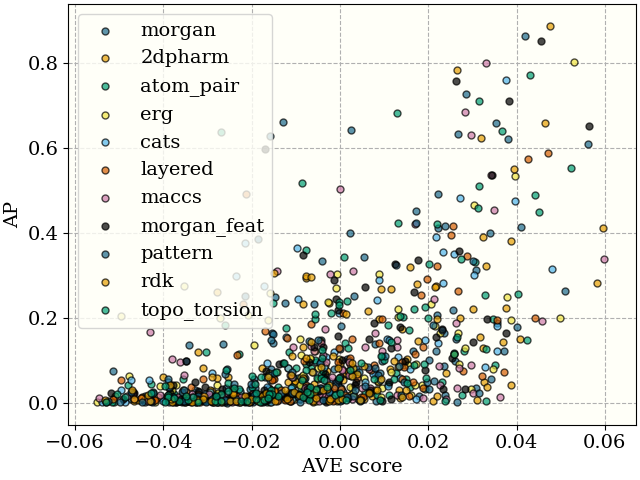 morgan
2dpharm
atom_pair
erg
cats
layered
maccs
morgan_feat
pattern
rdk
topo_torsion
AP
0.8
0.6
0.4
0.2
0.0
−0.06 −0.04 −0.02 0.00 0.02 0.04 0.06
AVE score